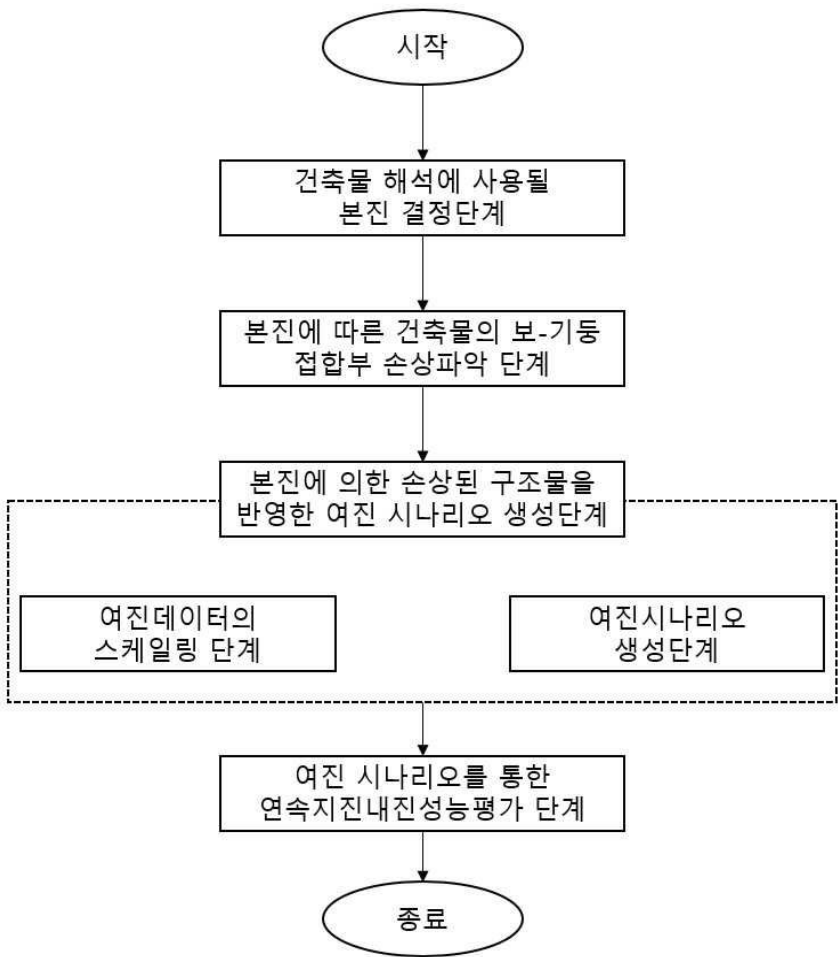 시작
건축물 해석에 사용될
본진 결정단계
본진에 따른 건축물의 보-기둥
접합부 손상파악 단계
본진에 의한 손상된 구조물을
반영한 여진 시나리오 생성단계
여진데이터의
스케일링 단계
여진시나리오
생성단계
여진 시나리오를 통한
연속지진내진성능평가 단계
종료